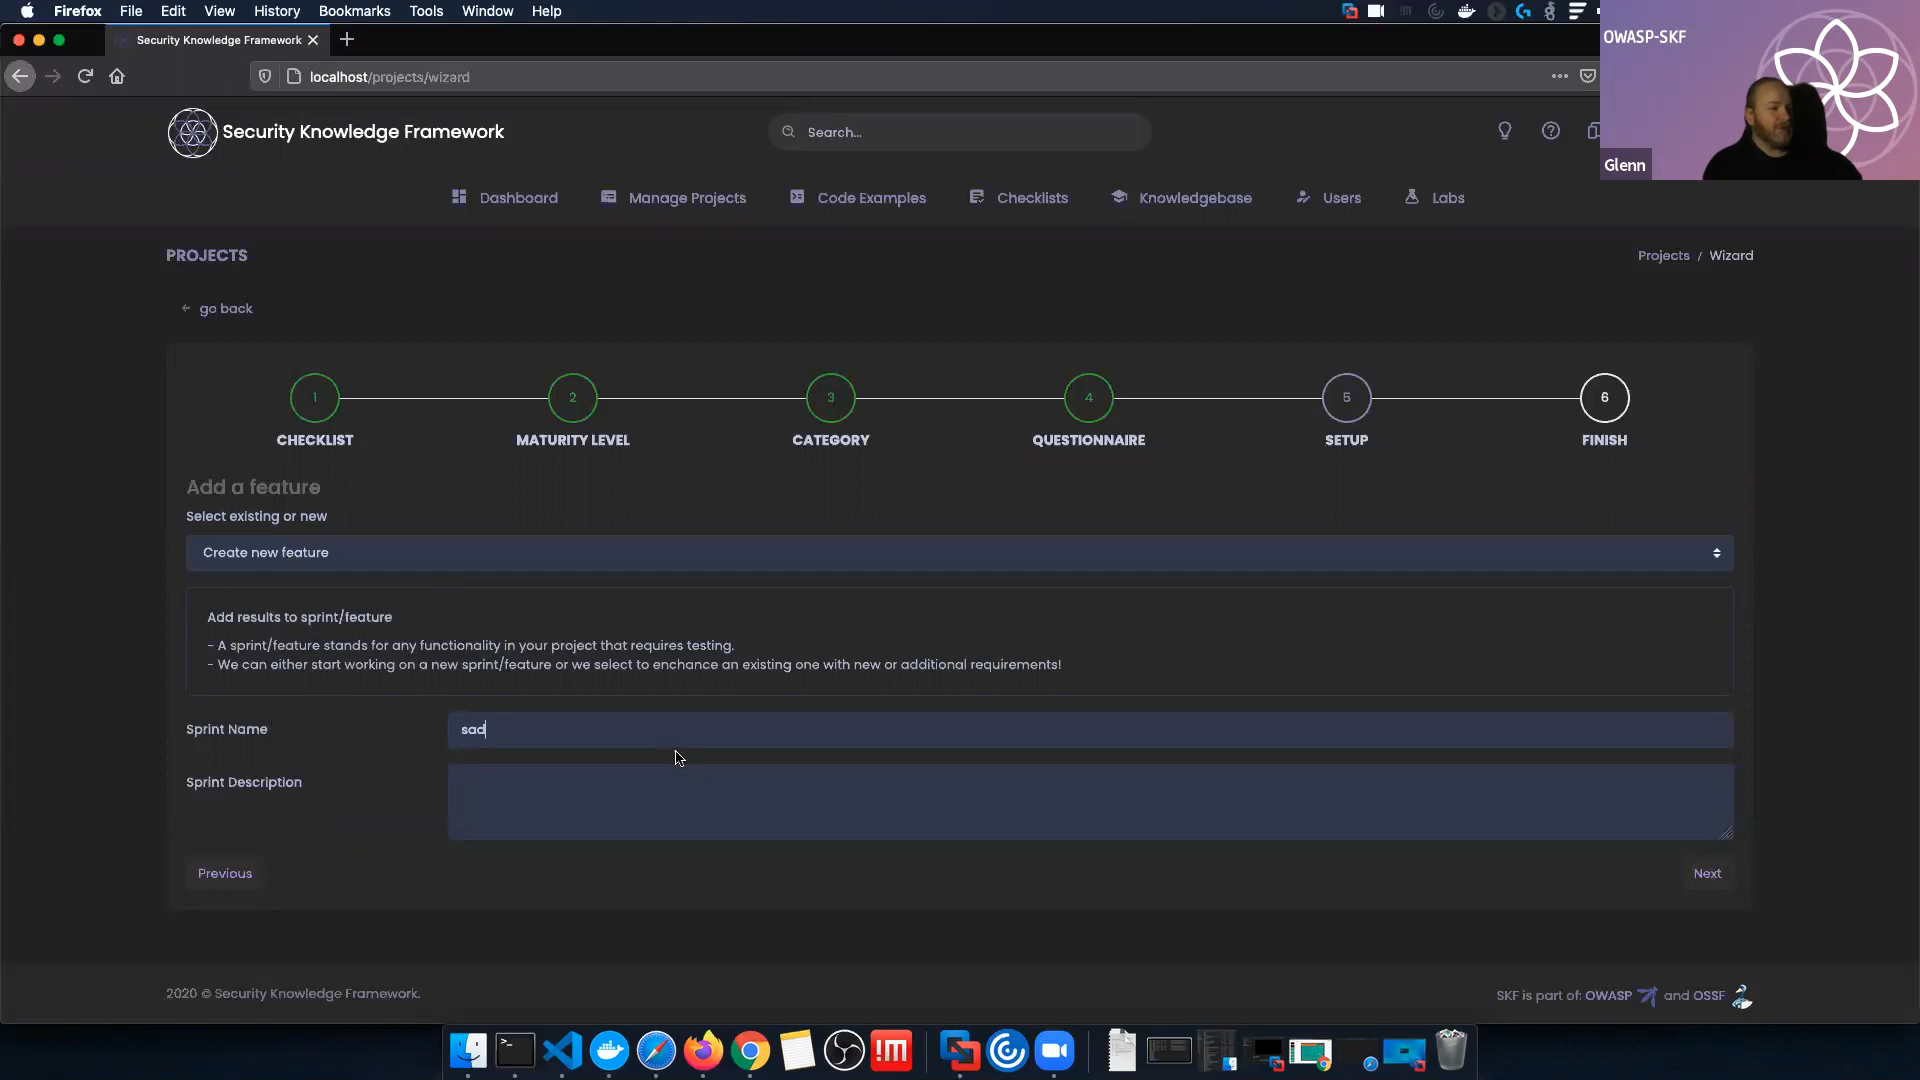 Firefox File Edit View History Bookmarks Tools Window Help
Security Knowledge Framework
localhost/projects/wizard
OWASP-SKF
Glenn
Security Knowledge Framework
Search...
Dashboard Manage Projects Code Examples Checklists Knowledgebase Users Labs
PROJECTS
Projects / Wizard
← go back
1 2 3 4 5 6
CHECKLIST MATURITY LEVEL CATEGORY QUESTIONNAIRE SETUP FINISH
Add a feature
Select existing or new
Create new feature
Add results to sprint/feature
- A sprint/feature stands for any functionality in your project that requires testing.
- We can either start working on a new sprint/feature or we select to enchance an existing one with new or additional requirements!
Sprint Name
sad
Sprint Description
Previous
Next
2020 © Security Knowledge Framework.
SKF is part of: OWASP and OSSF